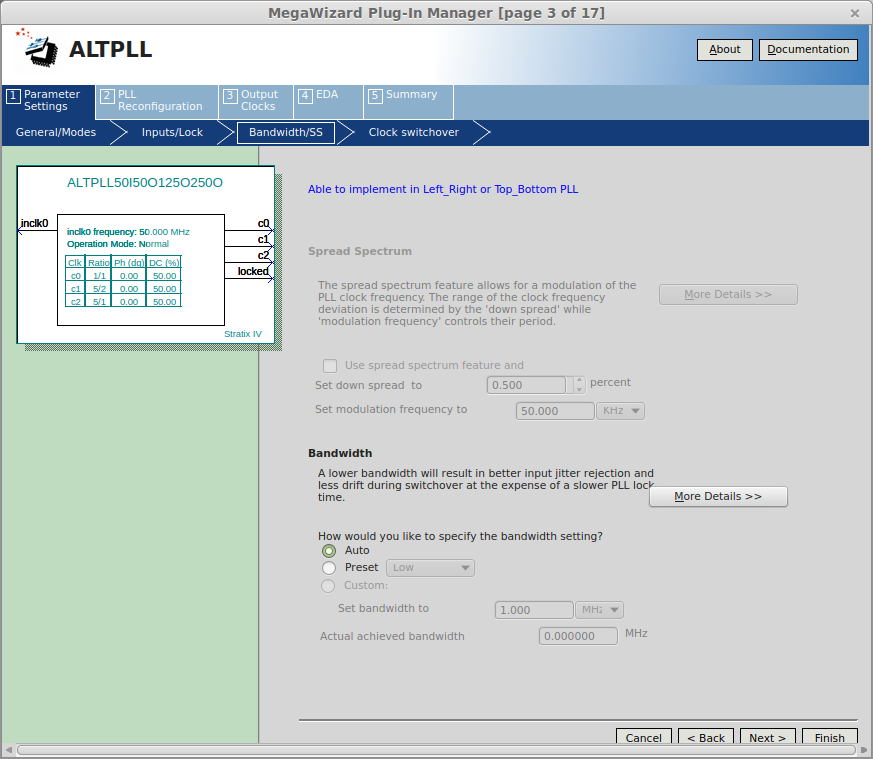 MegaWizard Plug-In Manager [page 3 of 17]
ALTPLL
About
Documentation
1 Parameter Settings
2 PLL Reconfiguration
3 Output Clocks
4 EDA
5 Summary
General/Modes
Inputs/Lock
Bandwidth/SS
Clock switchover
ALTPLL50I50O125O250O
inclk0
c0
c1
c2
locked
inclk0 frequency: 50.000 MHz
Operation Mode: Normal
Clk Ratio Ph (dg) DC (%)
c0 1/1 0.00 50.00
c1 5/2 0.00 50.00
c2 5/1 0.00 50.00
Stratix IV
Able to implement in Left_Right or Top_Bottom PLL
Spread Spectrum
The spread spectrum feature allows for a modulation of the
PLL clock frequency. The range of the clock frequency
deviation is determined by the 'down spread' while
'modulation frequency' controls their period.
More Details >>
Use spread spectrum feature and
Set down spread to 0.500 percent
Set modulation frequency to 50.000 KHz
Bandwidth
A lower bandwidth will result in better input jitter rejection and
less drift during switchover at the expense of a slower PLL lock
time.
More Details >>
How would you like to specify the bandwidth setting?
Auto
Preset Low
Custom:
Set bandwidth to 1.000 MHz
Actual achieved bandwidth 0.000000 MHz
Cancel
< Back
Next >
Finish